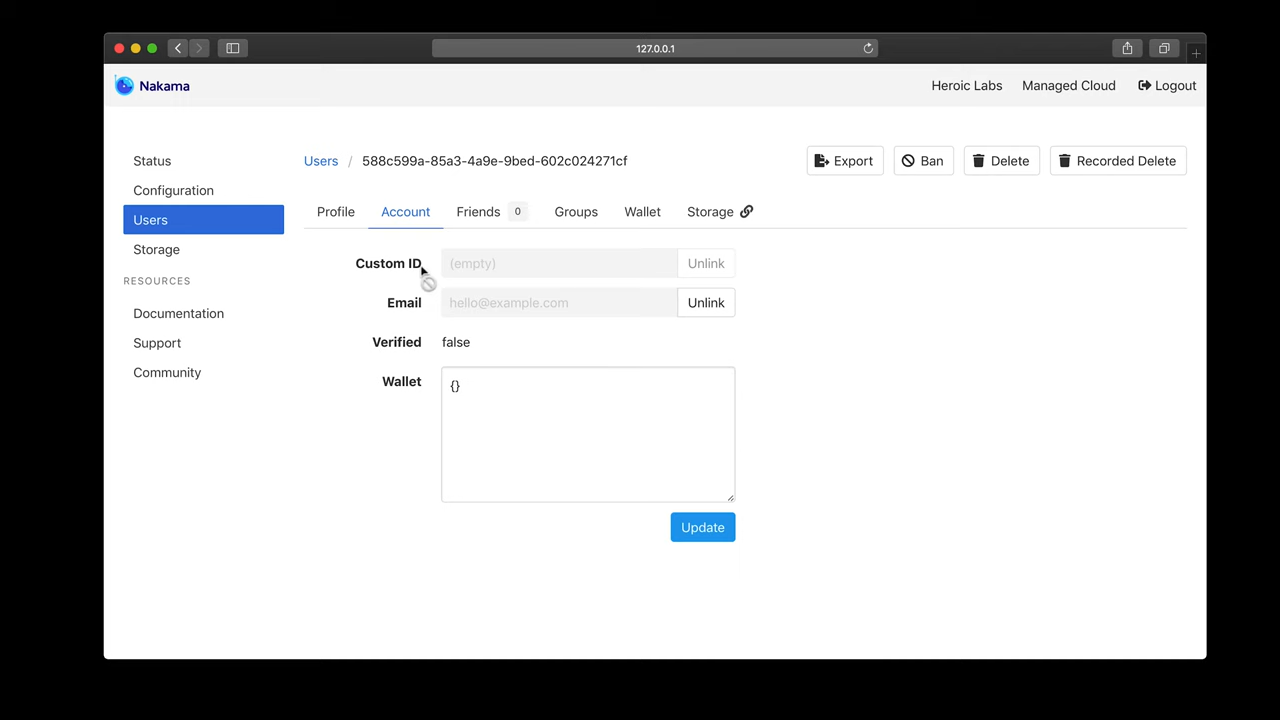 127.0.0.1
Nakama
Heroic Labs
Managed Cloud
Logout
Status
Configuration
Users
Storage
RESOURCES
Documentation
Support
Community
Users / 588c599a-85a3-4a9e-9bed-602c024271cf
Export
Ban
Delete
Recorded Delete
Profile
Account
Friends 0
Groups
Wallet
Storage
Custom ID (empty) Unlink
Email hello@example.com Unlink
Verified false
Wallet {}
Update